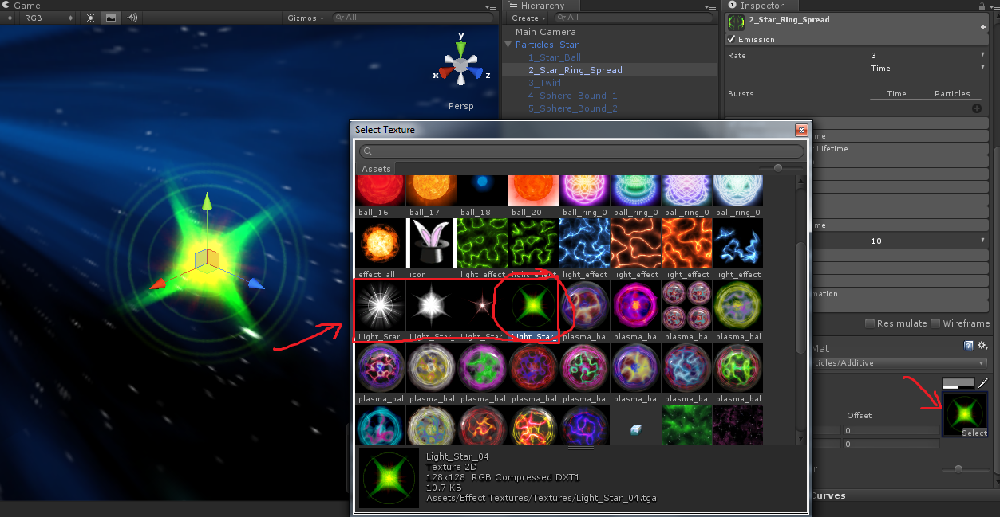 Game
Hierarchy
Inspector
RGB
Gizmos
All
Create
All
2_Star_Ring_Spread
Main Camera
Emission
Particles_Star
1_Star_Ball
Rate
3
2_Star_Ring_Spread
Time
3_Twirl
4_Sphere_Bound_1
Bursts
Time
Particles
5_Sphere_Bound_2
y
x
z
Persp
Select Texture
me
Lifetime
Assets
ball_16
ball_17
ball_18
ball_20
ball_ring_0
ball_ring_0
ball_ring_0
ball_ring_0
me
10
effect_all
icon
light_effect
light_effect
light_effect
light_effect
light_effect
light_effect
mation
Resimulate
Wireframe
Light_Star
Light_Star
Light_Star
Light_Star_
plasma_bal
plasma_bal
plasma_bal
plasma_bal
Mat
ticles/Additive
plasma_bal
plasma_bal
plasma_bal
plasma_bal
plasma_bal
plasma_bal
plasma_bal
plasma_bal
Offset
0
Select
0
Light_Star_04
Texture 2D
128x128 RGB Compressed DXT1
10.7 KB
Assets/Effect Textures/Textures/Light_Star_04.tga
r
Curves